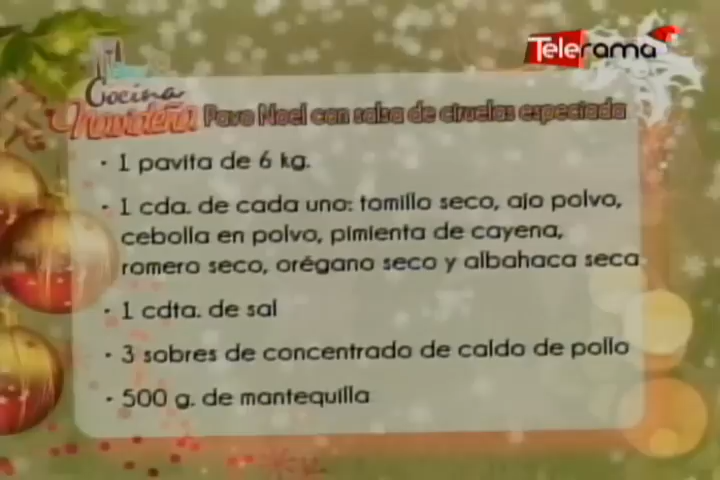 Telerama
Cocina
Navideña
Pavo Noel con salsa de ciruelas especiada
· 1 pavita de 6 kg.
· 1 cda. de cada uno: tomillo seco, ajo polvo,
cebolla en polvo, pimienta de cayena,
romero seco, orégano seco y albahaca seca
· 1 cdta. de sal
· 3 sobres de concentrado de caldo de pollo
· 500 g. de mantequilla